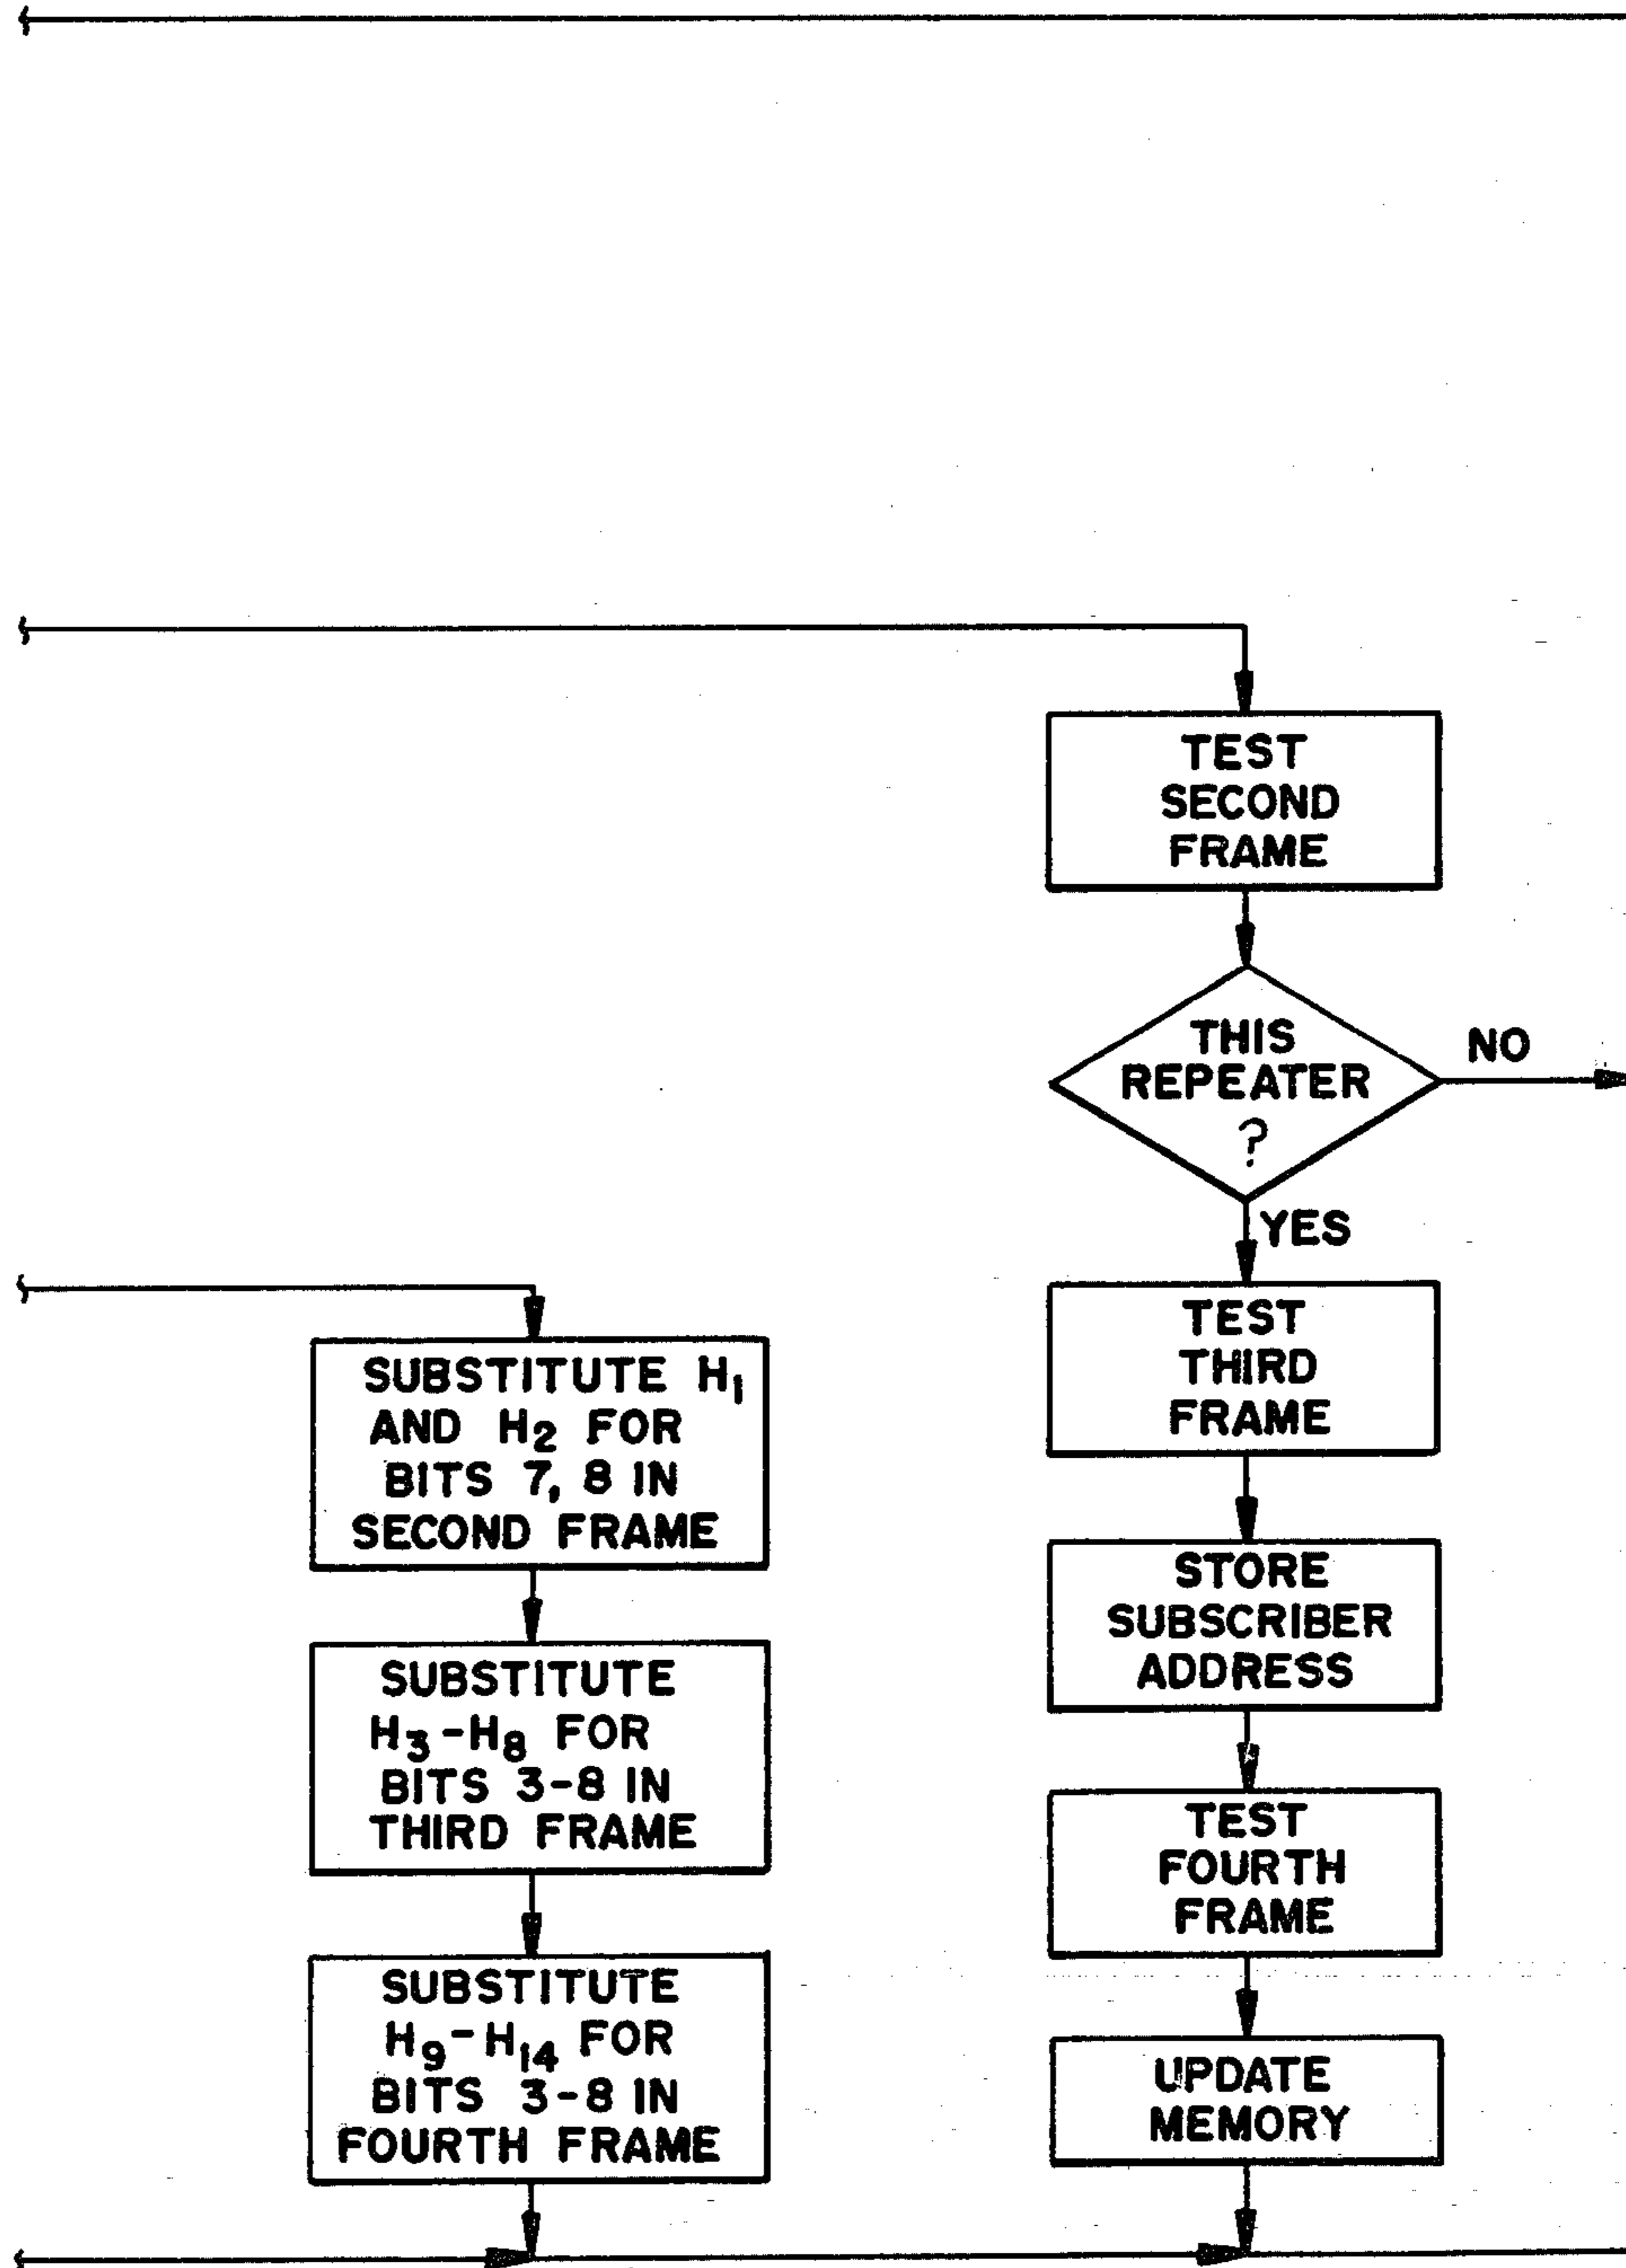 TEST
SECOND
FRAME
THIS
REPEATER
?
NO
YES
TEST
THIRD
FRAME
STORE
SUBSCRIBER
ADDRESS
TEST
FOURTH
FRAME
UPDATE
MEMORY
SUBSTITUTE H₁
AND H₂ FOR
BITS 7, 8 IN
SECOND FRAME
SUBSTITUTE
H₃-H₈ FOR
BITS 3-8 IN
THIRD FRAME
SUBSTITUTE
H₉-H₁₄ FOR
BITS 3-8 IN
FOURTH FRAME